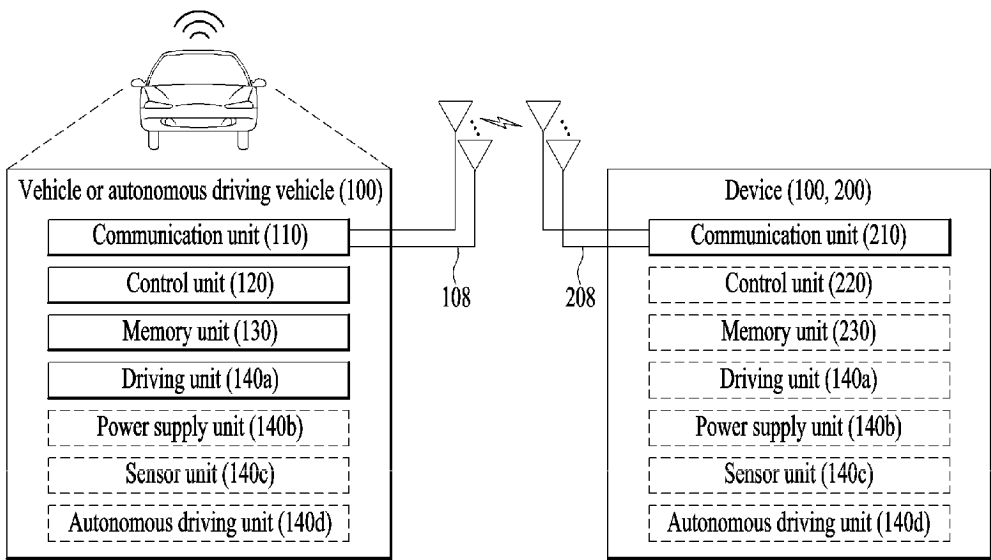 Vehicle or autonomous driving vehicle (100)
Communication unit (110)
Control unit (120)
Memory unit (130)
Driving unit (140a)
Power supply unit (140b)
Sensor unit (140c)
Autonomous driving unit (140d)
108
208
Device (100, 200)
Communication unit (210)
Control unit (220)
Memory unit (230)
Driving unit (140a)
Power supply unit (140b)
Sensor unit (140c)
Autonomous driving unit (140d)